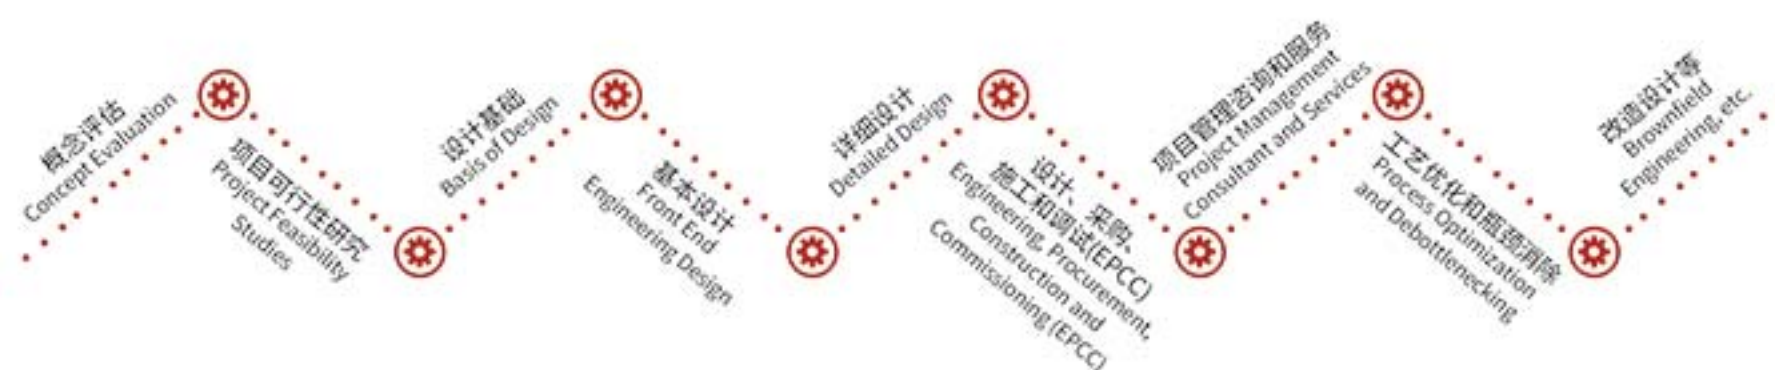 概念评估
Concept Evaluation
项目可行性研究
Project Feasibility
Studies
设计基础
Basis of Design
基本设计
Front End
Engineering Design
详细设计
Detailed Design
设计、采购、
施工和调试(EPCC)
Engineering, Procurement,
Construction and
Commissioning (EPCC)
项目管理咨询和服务
Project Management
Consultant and Services
工艺优化和瓶颈消除
Process Optimization
and Debottlenecking
改造设计等
Brownfield
Engineering, etc.